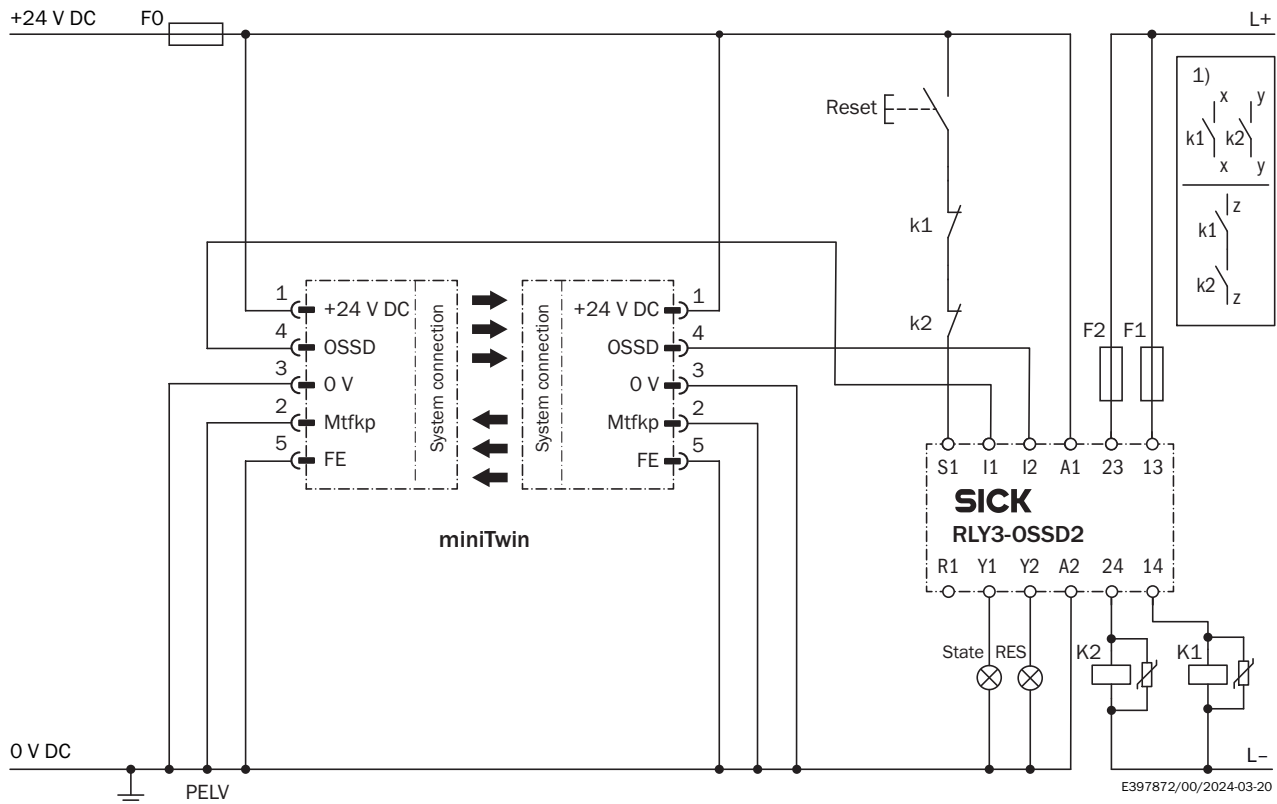 +24 V DC
F0
L+
1)
x y
k1 k2
x y
z
k1
k2
z
Reset
k1
k2
F2 F1
1
+24 V DC
4
OSSD
3
0 V
2
Mtfkp
5
FE
System connection
System connection
+24 V DC
1
OSSD
4
0 V
3
Mtfkp
2
FE
5
miniTwin
S1 I1 I2 A1 23 13
SICK
RLY3-OSSD2
R1 Y1 Y2 A2 24 14
State RES
K2
K1
0 V DC
L–
PELV
E397872/00/2024-03-20